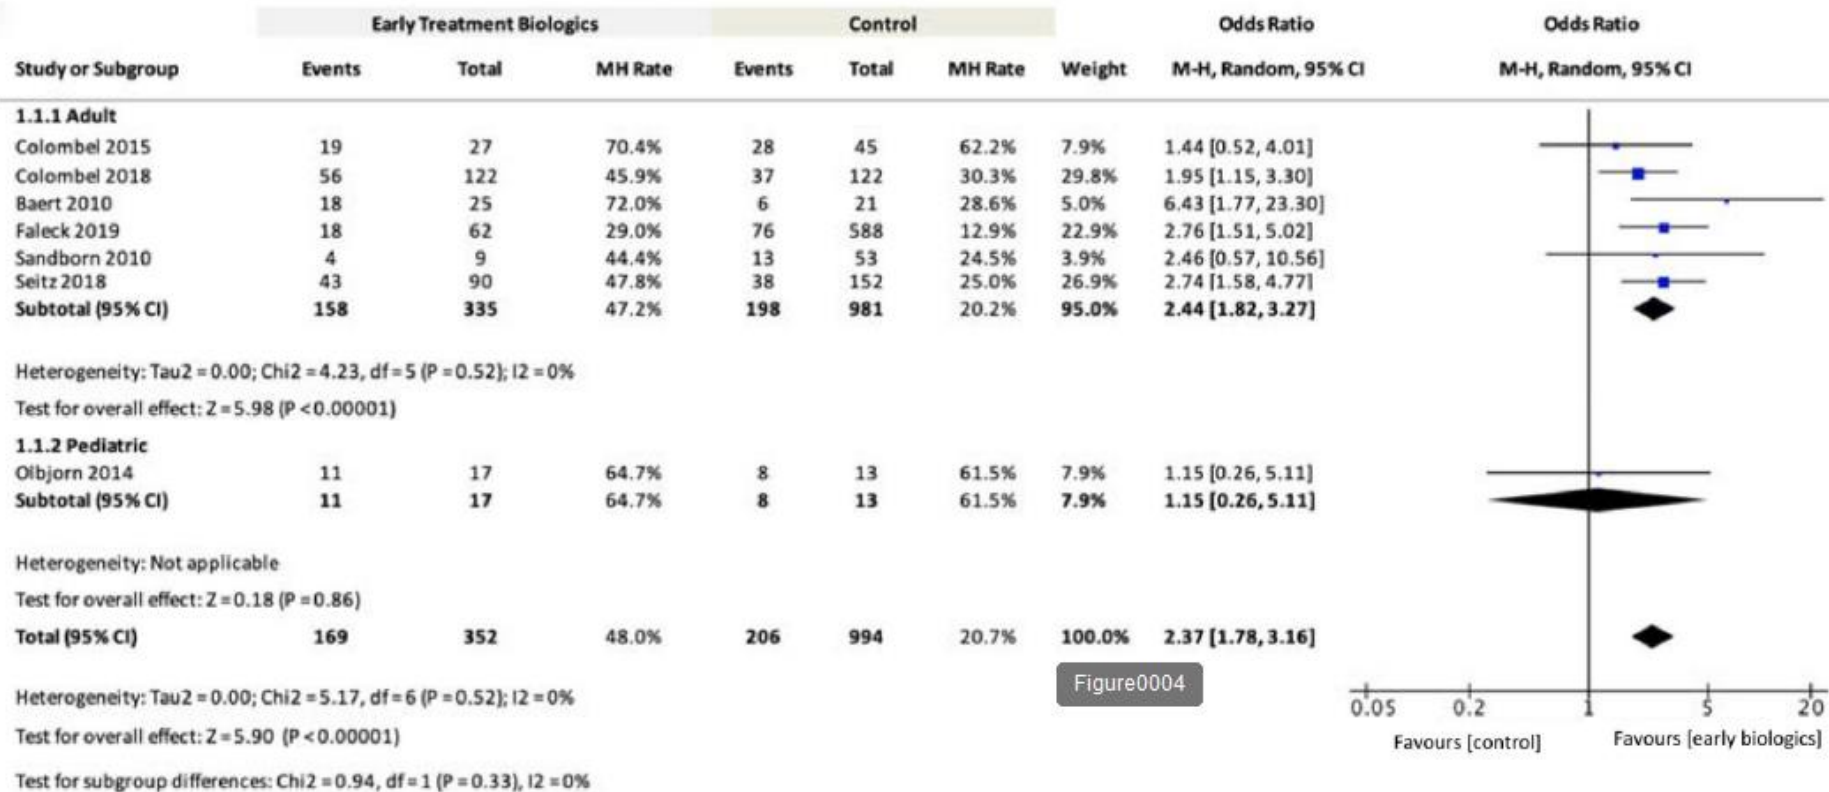 Early Treatment Biologics Control Odds Ratio Odds Ratio
Study or Subgroup Events Total MH Rate Events Total MH Rate Weight M-H, Random, 95% CI M-H, Random, 95% CI
1.1.1 Adult
Colombel 2015 19 27 70.4% 28 45 62.2% 7.9% 1.44 [0.52, 4.01]
Colombel 2018 56 122 45.9% 37 122 30.3% 29.8% 1.95 [1.15, 3.30]
Baert 2010 18 25 72.0% 6 21 28.6% 5.0% 6.43 [1.77, 23.30]
Faleck 2019 18 62 29.0% 76 588 12.9% 22.9% 2.76 [1.51, 5.02]
Sandborn 2010 4 9 44.4% 13 53 24.5% 3.9% 2.46 [0.57, 10.56]
Seitz 2018 43 90 47.8% 38 152 25.0% 26.9% 2.74 [1.58, 4.77]
Subtotal (95% CI) 158 335 47.2% 198 981 20.2% 95.0% 2.44 [1.82, 3.27]
Heterogeneity: Tau2 = 0.00; Chi2 = 4.23, df = 5 (P = 0.52); I2 = 0%
Test for overall effect: Z = 5.98 (P < 0.00001)
1.1.2 Pediatric
Olbjorn 2014 11 17 64.7% 8 13 61.5% 7.9% 1.15 [0.26, 5.11]
Subtotal (95% CI) 11 17 64.7% 8 13 61.5% 7.9% 1.15 [0.26, 5.11]
Heterogeneity: Not applicable
Test for overall effect: Z = 0.18 (P = 0.86)
Total (95% CI) 169 352 48.0% 206 994 20.7% 100.0% 2.37 [1.78, 3.16]
Figure0004
Heterogeneity: Tau2 = 0.00; Chi2 = 5.17, df = 6 (P = 0.52); I2 = 0%
0.05 0.2 1 5 20
Test for overall effect: Z = 5.90 (P < 0.00001)
Favours [control] Favours [early biologics]
Test for subgroup differences: Chi2 = 0.94, df = 1 (P = 0.33), I2 = 0%